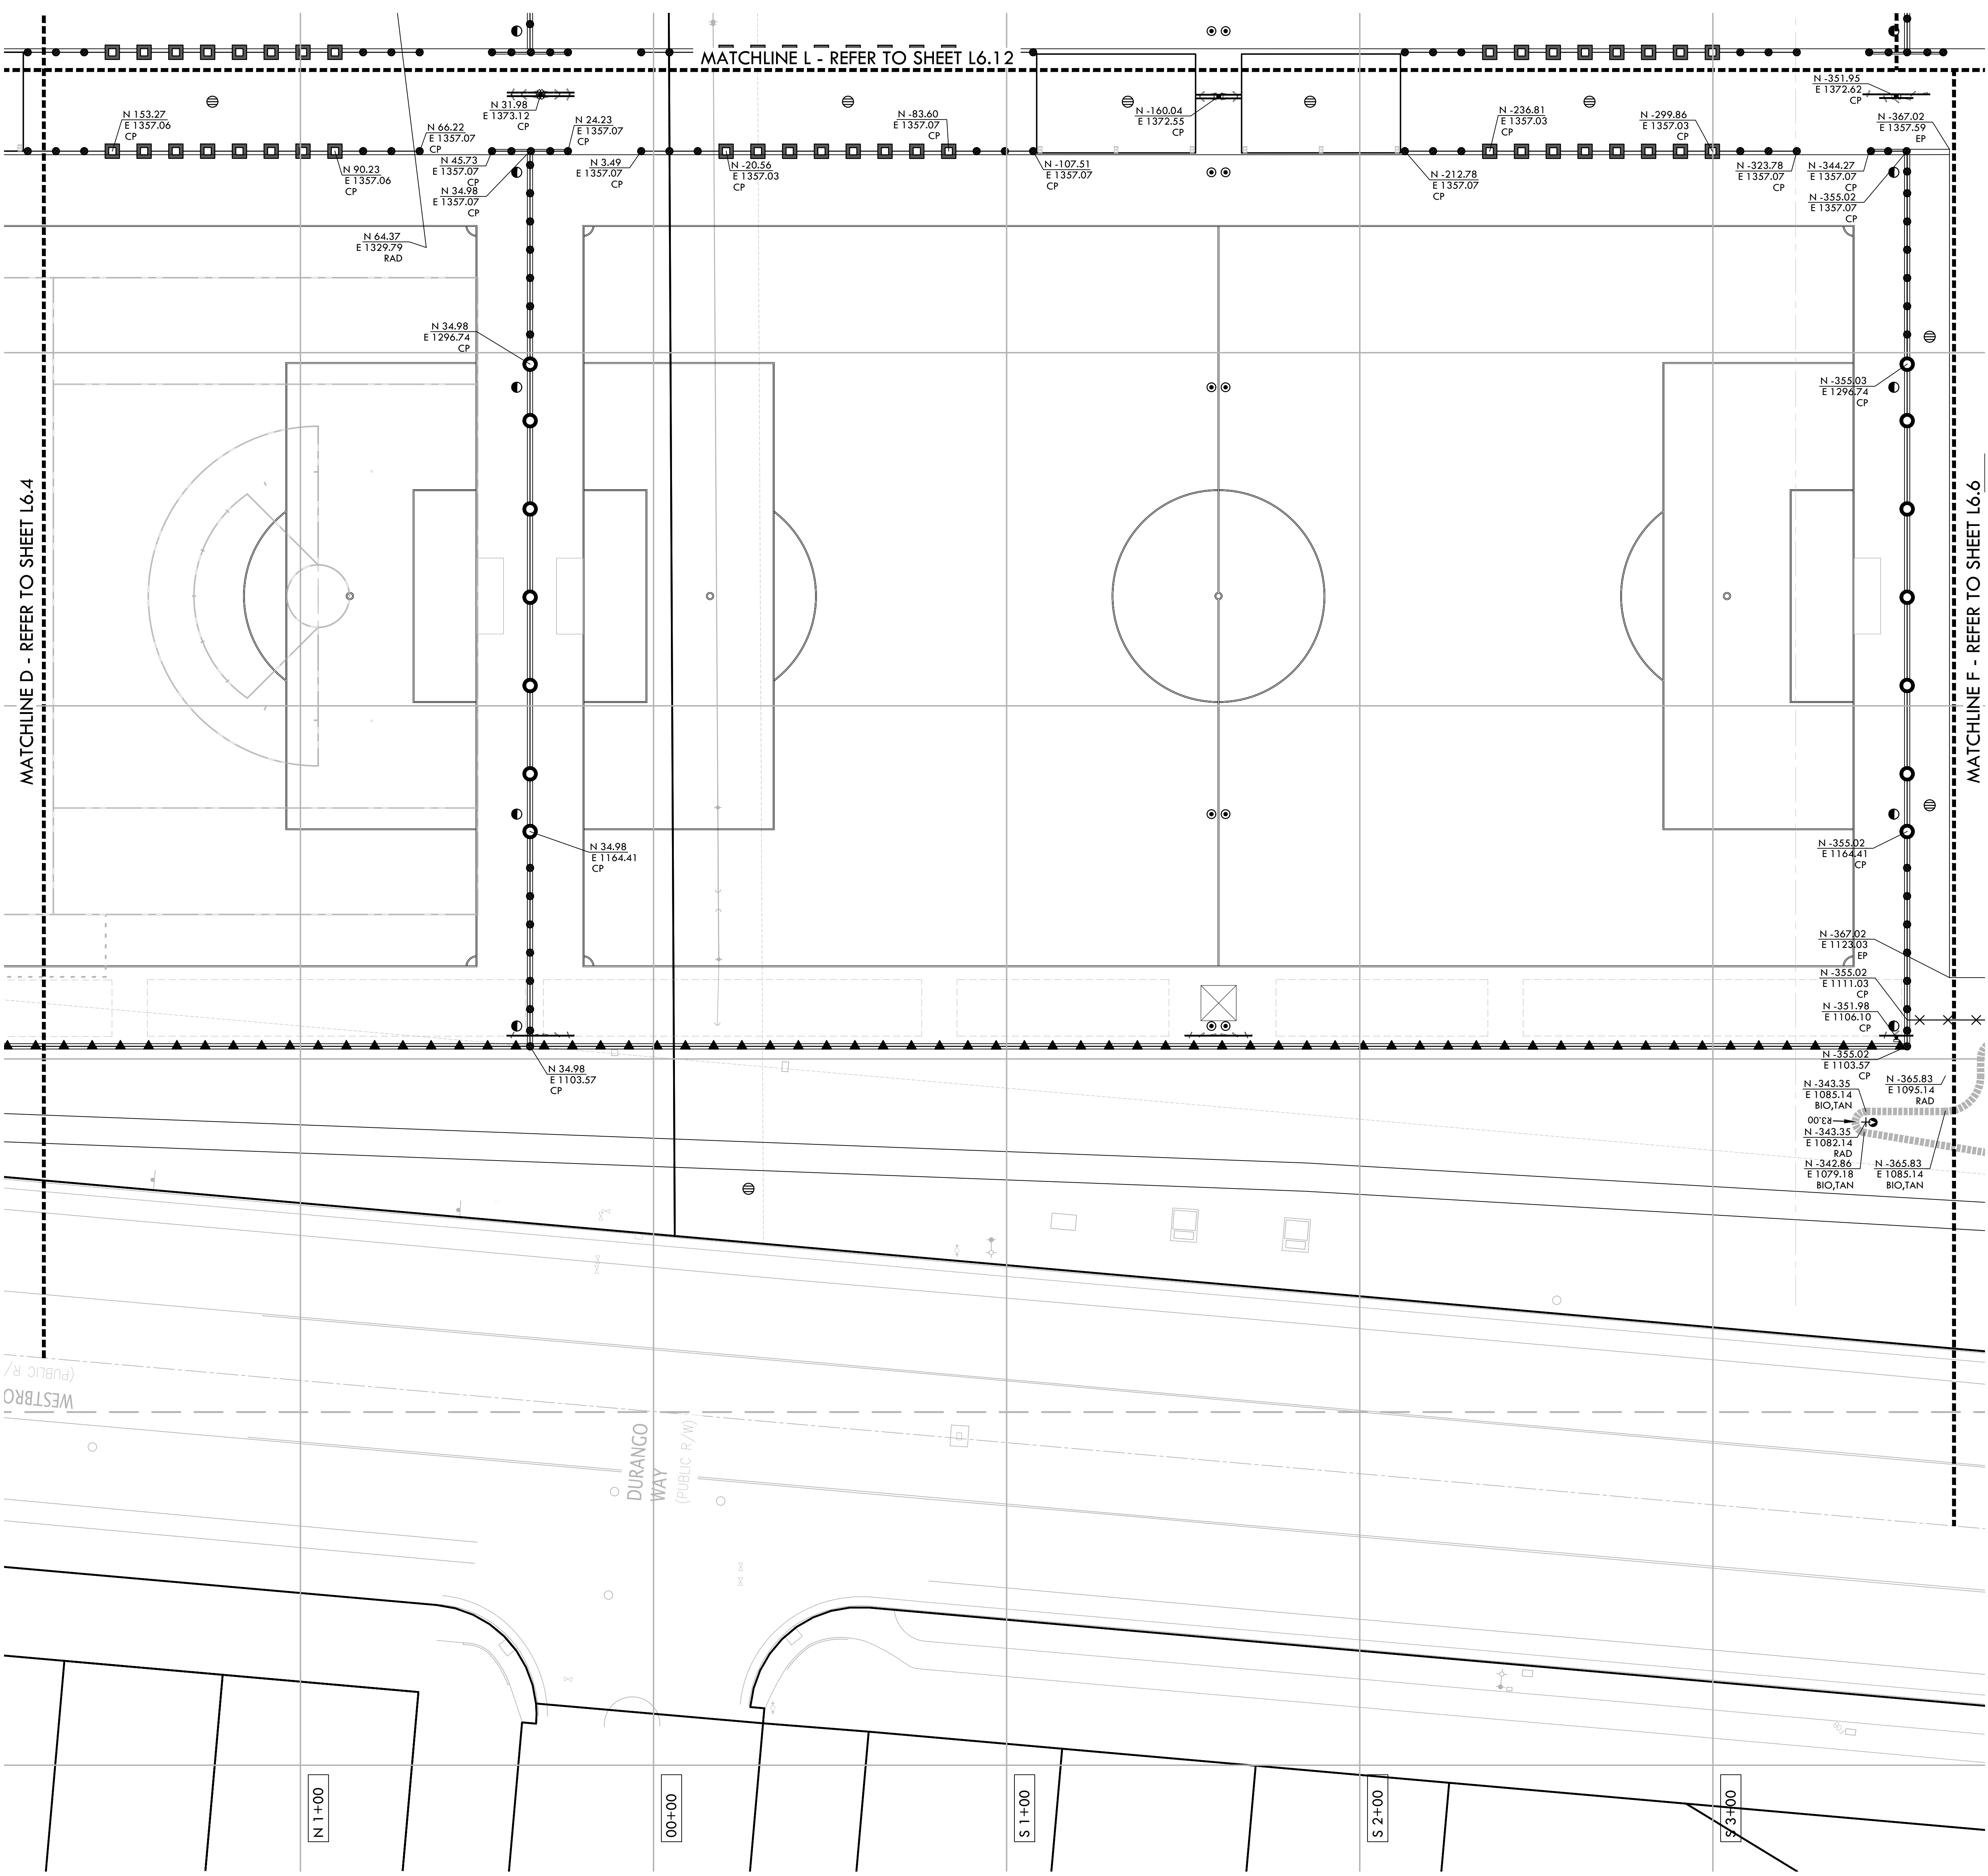 MATCHLINE L - REFER TO SHEET L6.12
N 153.27
E 1357.06
CP
N 31.98
E 1373.12
CP
N 66.22
E 1357.07
CP
N 24.23
E 1357.07
CP
N 90.23
E 1357.06
CP
N 45.73
E 1357.07
CP
N 34.98
E 1357.07
CP
N 3.49
E 1357.07
CP
N -20.56
E 1357.03
CP
N -83.60
E 1357.07
CP
N -107.51
E 1357.07
CP
N -160.04
E 1372.55
CP
N -212.78
E 1357.07
CP
N -236.81
E 1357.03
CP
N -299.86
E 1357.03
CP
N -323.78
E 1357.07
CP
N -351.95
E 1372.62
CP
N -367.02
E 1357.59
EP
N -344.27
E 1357.07
CP
N -355.02
E 1357.07
CP
N 64.37
E 1329.79
RAD
N 34.98
E 1296.74
CP
N -355.03
E 1296.74
CP
MATCHLINE D - REFER TO SHEET L6.4
MATCHLINE F - REFER TO SHEET L6.6
N 34.98
E 1164.41
CP
N -355.02
E 1164.41
CP
N -367.02
E 1123.03
EP
N -355.02
E 1111.03
CP
N -351.98
E 1106.10
CP
N 34.98
E 1103.57
CP
N -355.02
E 1103.57
CP
N -343.35
E 1085.14
BIO,TAN
N -365.83
E 1095.14
RAD
R3.00
N -343.35
E 1082.14
RAD
N -342.86
E 1079.18
BIO,TAN
N -365.83
E 1085.14
BIO,TAN
(PUBLIC R/
WESTBRO
DURANGO
WAY
(PUBLIC R/W)
N 1+00
00+00
S 1+00
S 2+00
S 3+00